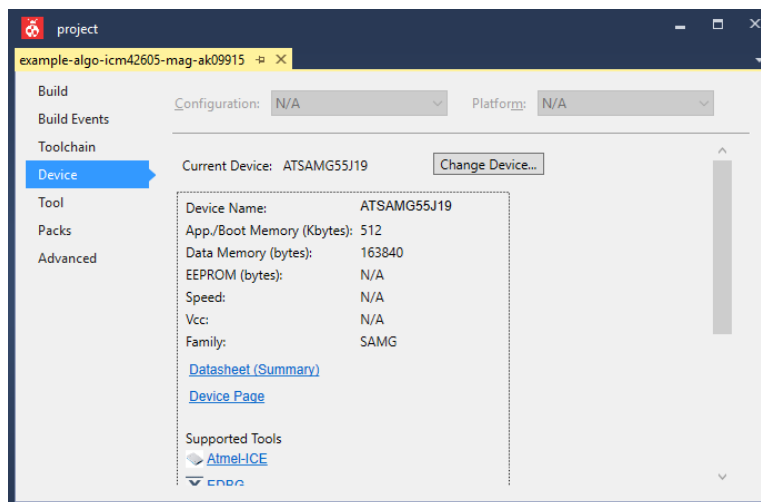 project
example-algo-icm42605-mag-ak09915
Build
Build Events
Toolchain
Device
Tool
Packs
Advanced
Configuration: N/A Platform: N/A
Current Device: ATSAMG55J19 Change Device...
Device Name: ATSAMG55J19
App./Boot Memory (Kbytes): 512
Data Memory (bytes): 163840
EEPROM (bytes): N/A
Speed: N/A
Vcc: N/A
Family: SAMG
Datasheet (Summary)
Device Page
Supported Tools
Atmel-ICE
EDBG